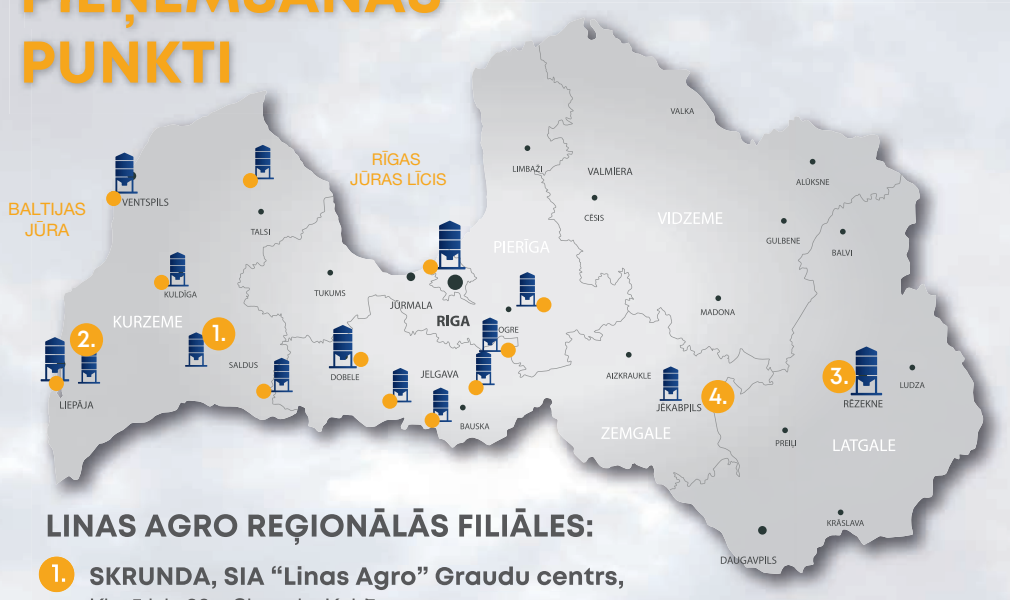 PIEŅEMŠANAS
PUNKTI
VALKA
RĪGAS
JŪRAS LĪCIS
LIMBAŽI
VALMIERA
ALŪKSNE
BALTIJAS
JŪRA
VENTSPILS
TALSI
CĒSIS
VIDZEME
GULBENE
BALVI
PIERĪGA
KULDĪGA
TUKUMS
JŪRMALA
MADONA
KURZEME
RĪGA
OGRE
1.
2.
SALDUS
DOBELE
JELGAVA
AIZKRAUKLE
3.
LUDZA
LIEPĀJA
JĒKABPILS
4.
RĒZEKNE
BAUSKA
ZEMGALE
PREIĻI
LATGALE
KRĀSLAVA
DAUGAVPILS
LINAS AGRO REĢIONĀLĀS FILIĀLES:
1. SKRUNDA, SIA “Linas Agro” Graudu centrs,